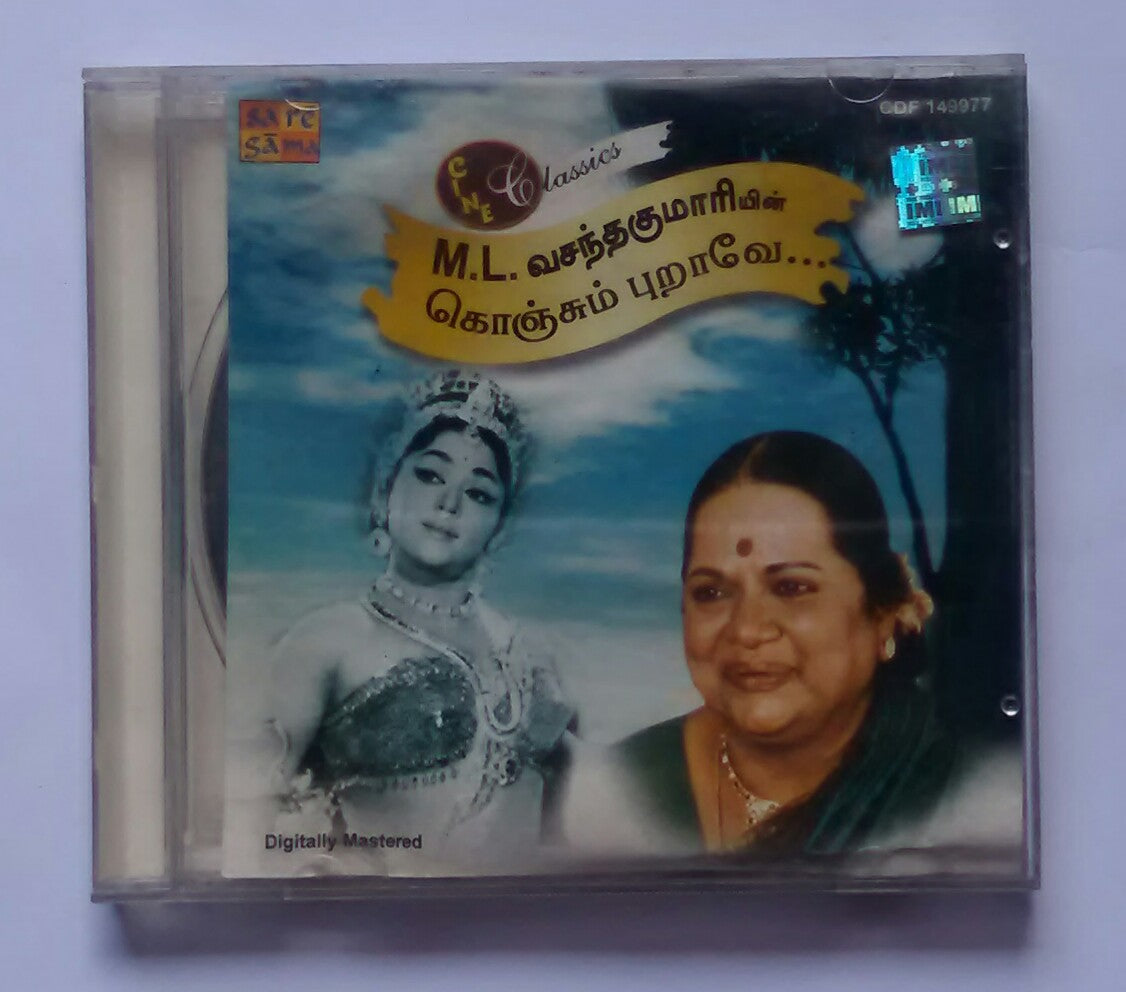 sa re
ga ma
CDF 149977
CINE Classics
M.L. வசந்தகுமாரியின்
கொஞ்சும் புறாவே...
Digitally Mastered